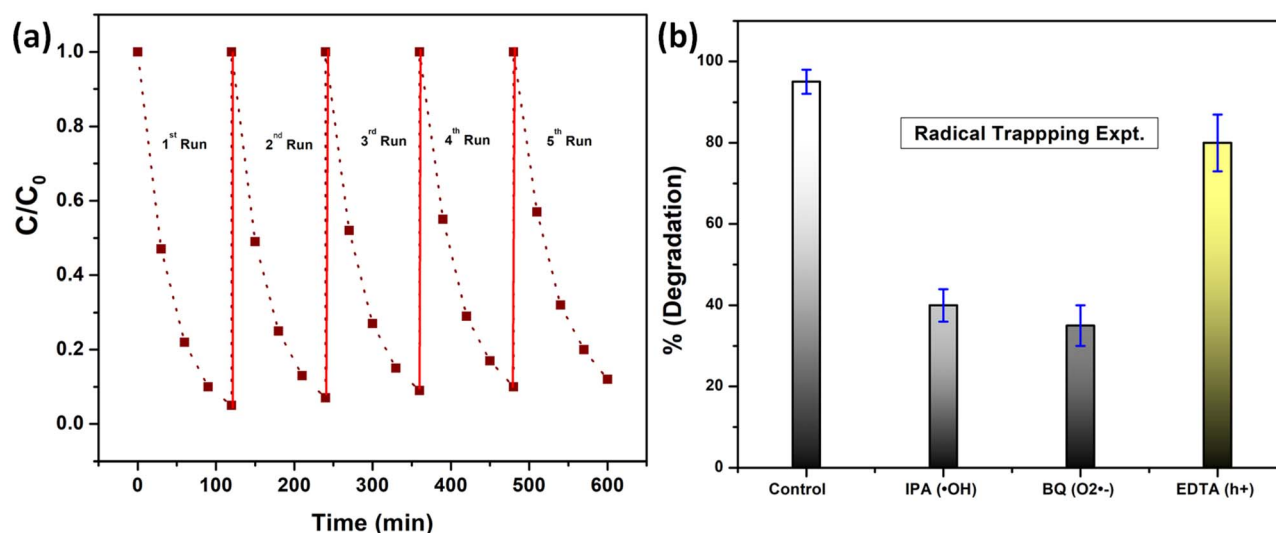 (a)
C/C0
1.0
0.8
0.6
0.4
0.2
0.0
1st Run
2nd Run
3rd Run
4th Run
5th Run
0 100 200 300 400 500 600
Time (min)
(b)
% (Degradation)
100
80
60
40
20
0
Radical Trappping Expt.
Control IPA (•OH) BQ (O2•-) EDTA (h+)